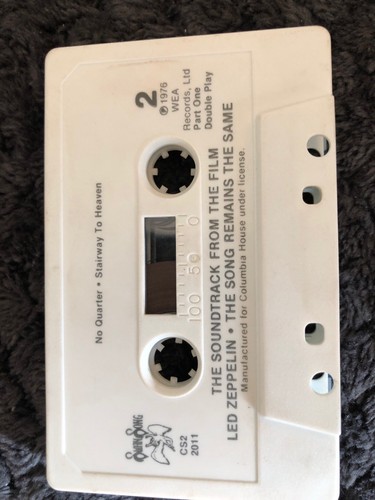 No Quarter • Stairway To Heaven
SWAN SONG
CS2
2011
2
℗ 1976
WEA
Records, Ltd
Part One
Double Play
100 50 0
THE SOUNDTRACK FROM THE FILM
LED ZEPPELIN • THE SONG REMAINS THE SAME
Manufactured for Columbia House under license.